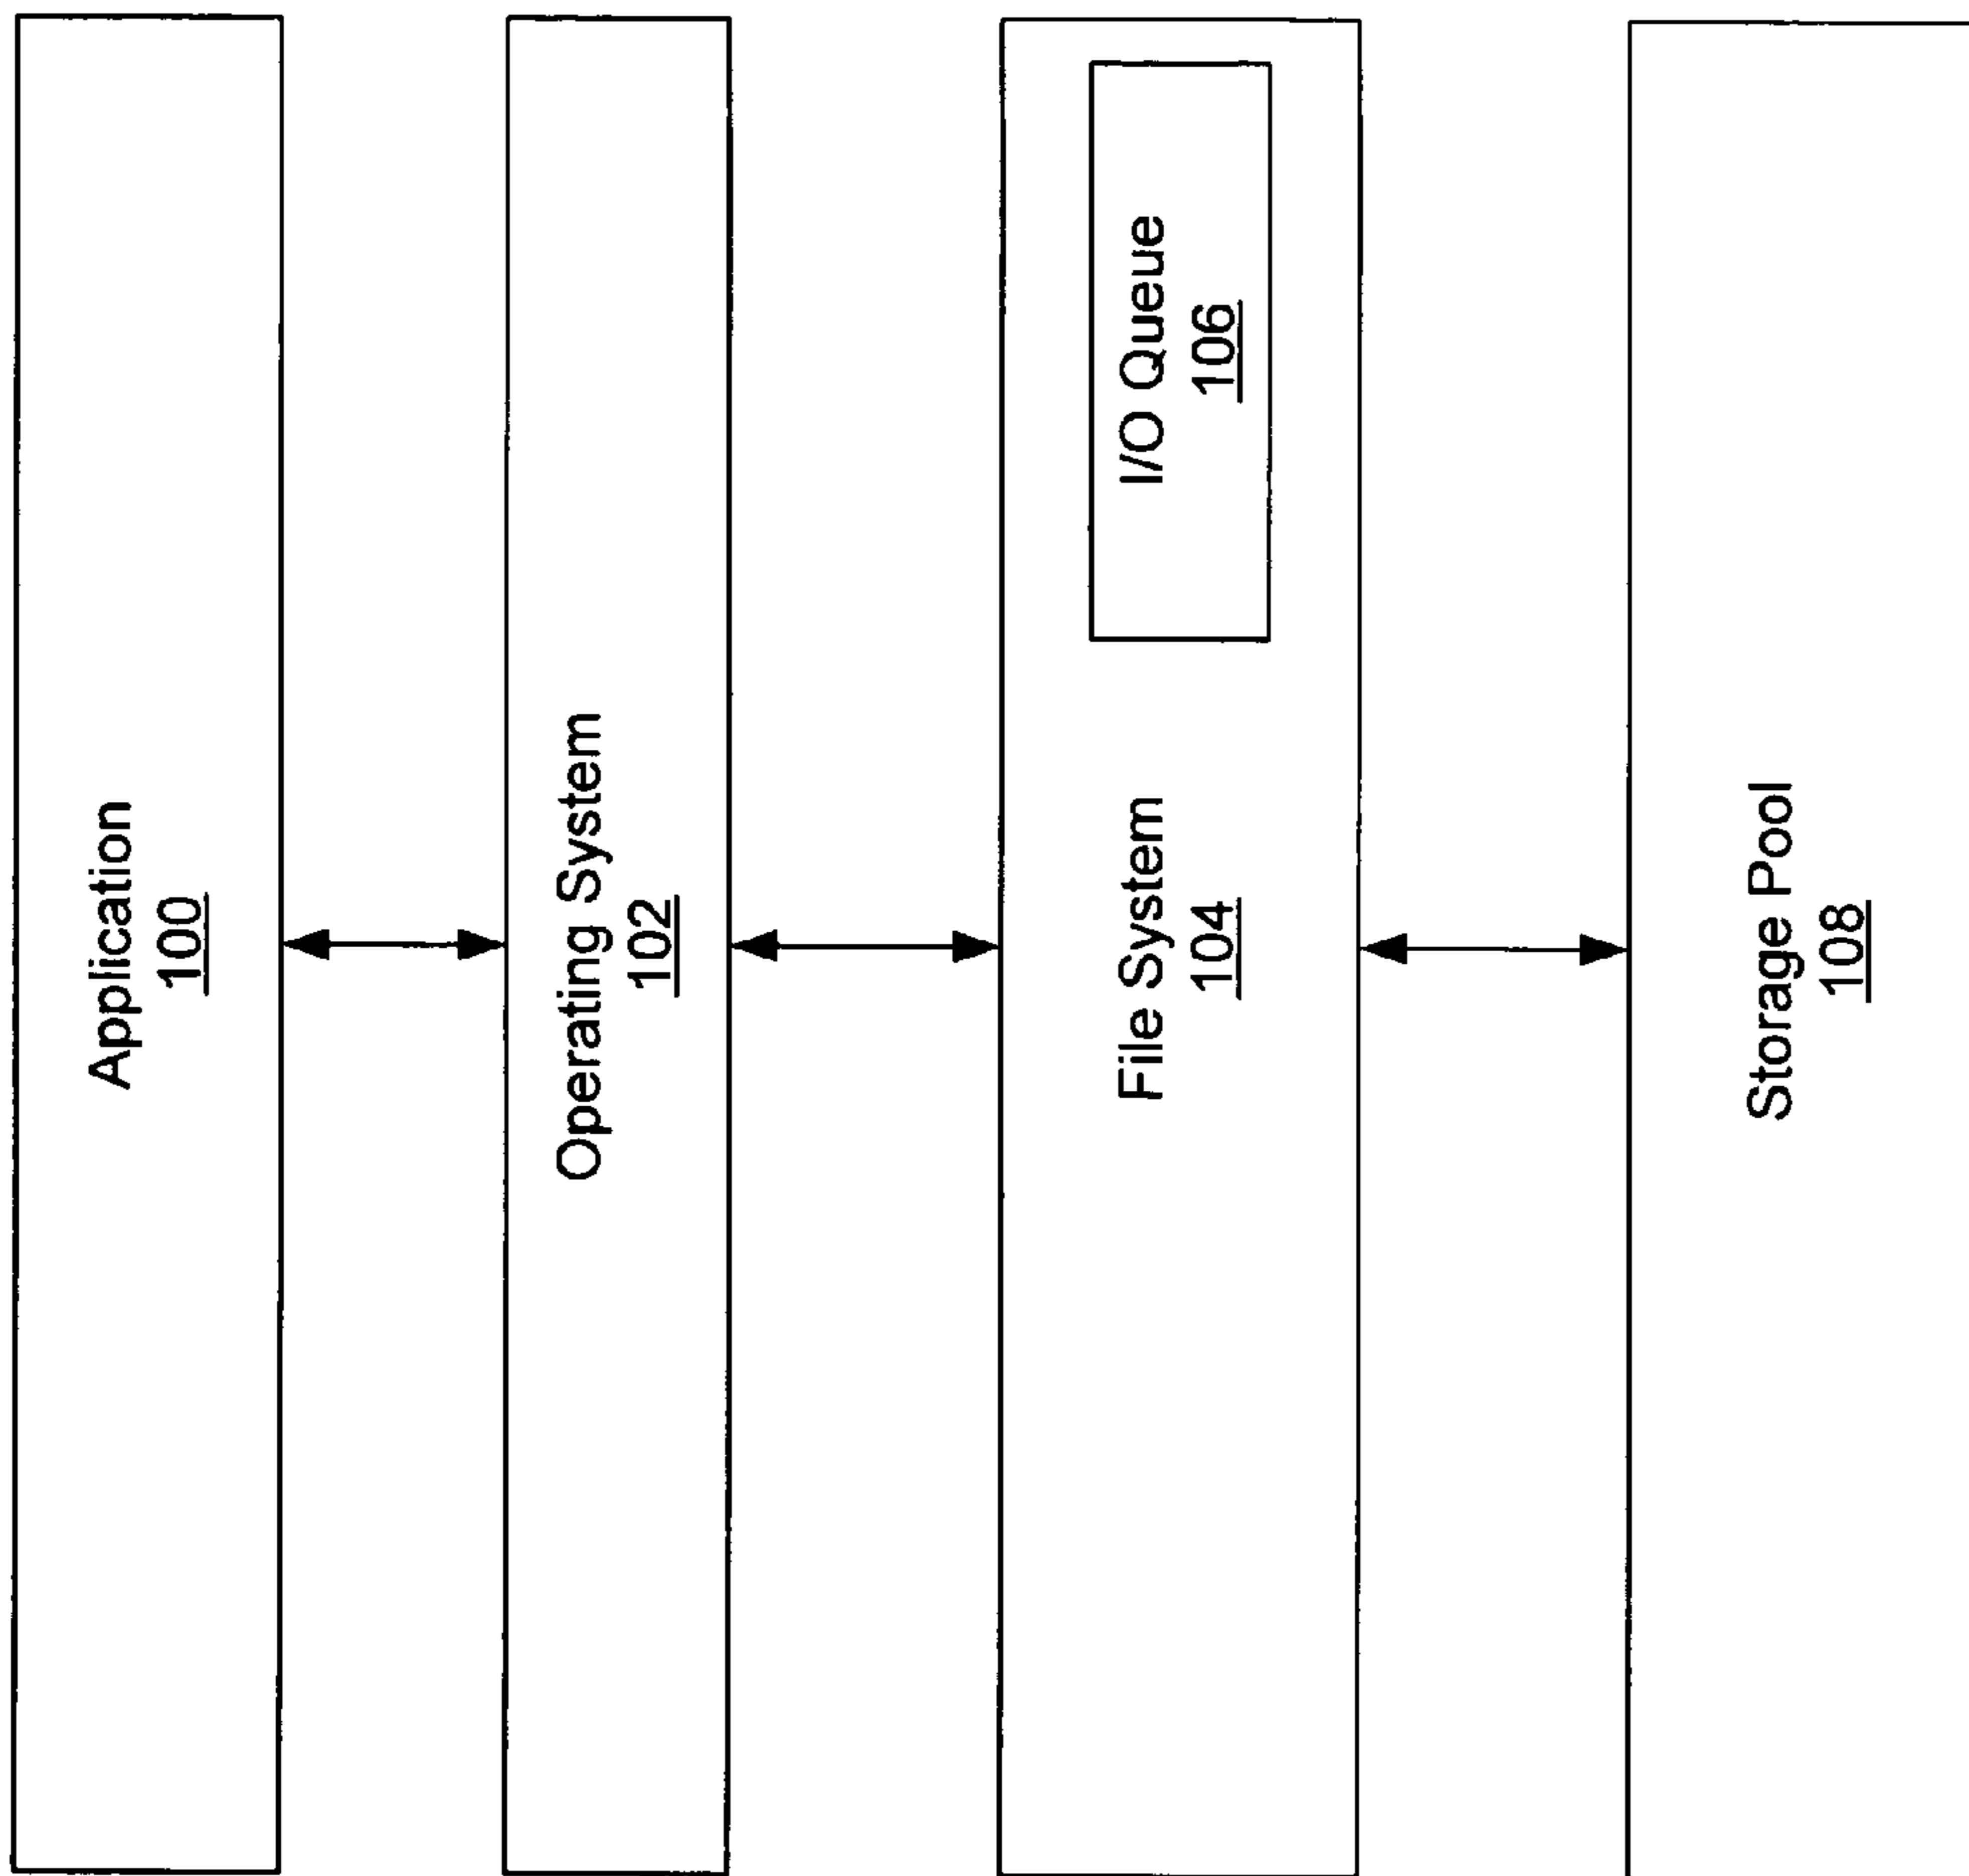 Application
100
Operating System
102
File System
104
I/O Queue
106
Storage Pool
108